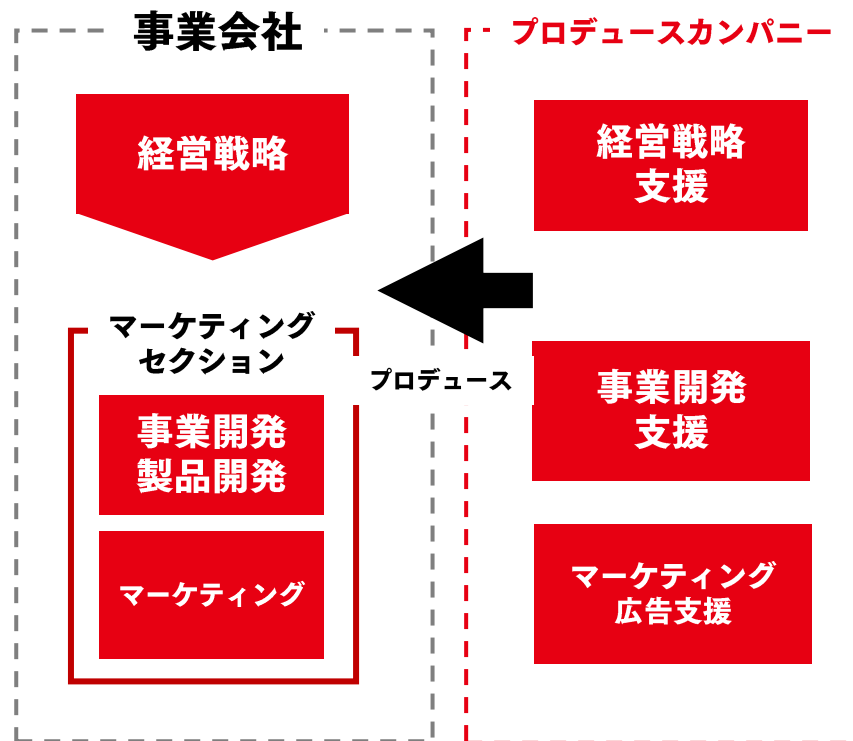 事業会社
経営戦略
マーケティング
セクション
事業開発
製品開発
マーケティング
プロデュース
プロデュースカンパニー
経営戦略
支援
事業開発
支援
マーケティング
広告支援